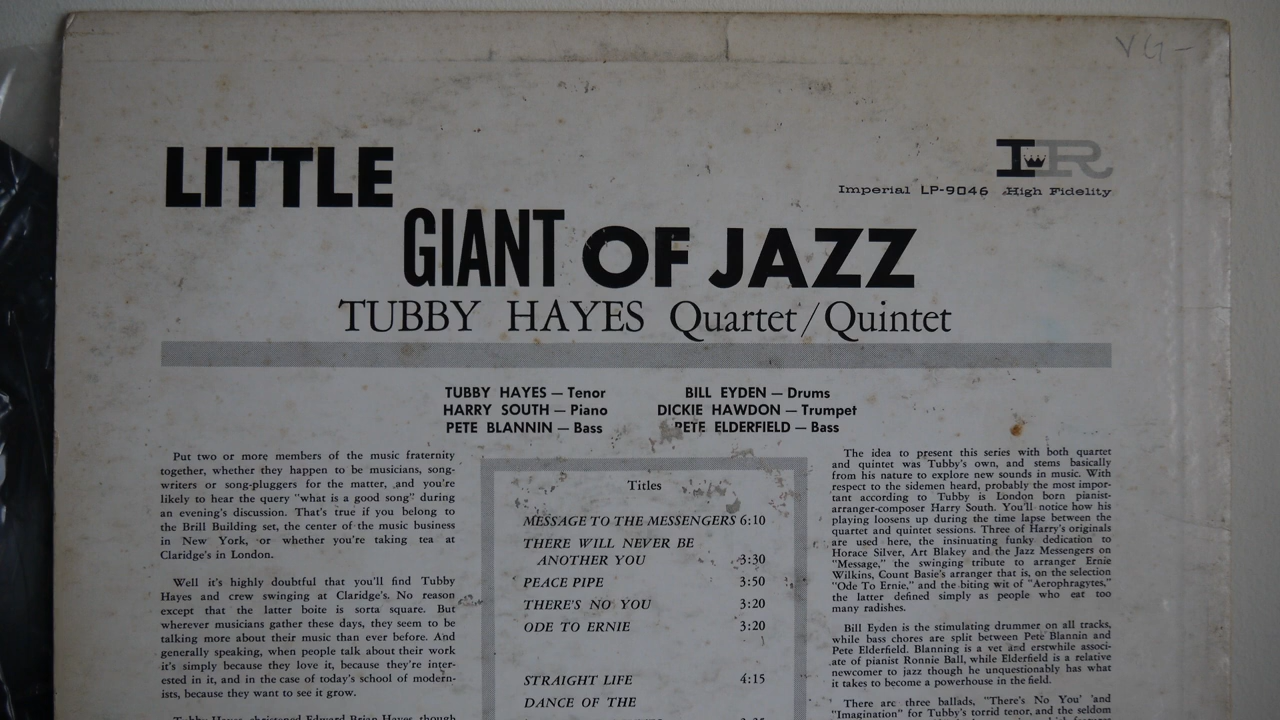 VG-
LITTLE
GIANT OF JAZZ
IR
Imperial LP-9046 High Fidelity
TUBBY HAYES Quartet/Quintet
TUBBY HAYES — Tenor
HARRY SOUTH — Piano
PETE BLANNIN — Bass
BILL EYDEN — Drums
DICKIE HAWDON — Trumpet
PETE ELDERFIELD — Bass
Put two or more members of the music fraternity
together, whether they happen to be musicians, song-
writers or song-pluggers for the matter, and you're
likely to hear the query "what is a good song" during
an evening's discussion. That's true if you belong to
the Brill Building set, the center of the music business
in New York, or whether you're taking tea at
Claridge's in London.
Well it's highly doubtful that you'll find Tubby
Hayes and crew swinging at Claridge's. No reason
except that the latter boite is sorta square. But
wherever musicians gather these days, they seem to be
talking more about their music than ever before. And
generally speaking, when people talk about their work
it's simply because they love it, because they're inter-
ested in it, and in the case of today's school of modern-
ists, because they want to see it grow.
Tubby Hayes, christened Edward Brian Hayes, though
Titles
MESSAGE TO THE MESSENGERS 6:10
THERE WILL NEVER BE
ANOTHER YOU 3:30
PEACE PIPE 3:50
THERE'S NO YOU 3:20
ODE TO ERNIE 3:20
STRAIGHT LIFE 4:15
DANCE OF THE
The idea to present this series with both quartet
and quintet was Tubby's own, and stems basically
from his nature to explore new sounds in music. With
respect to the sidemen heard, probably the most impor-
tant according to Tubby is London born pianist-
arranger-composer Harry South. You'll notice how his
playing loosens up during the time lapse between the
quartet and quintet sessions. Three of Harry's originals
are used here, the insinuating funky dedication to
Horace Silver, Art Blakey and the Jazz Messengers on
"Message," the swinging tribute to arranger Ernie
Wilkins, Count Basie's arranger that is, on the selection
"Ode To Ernie," and the biting wit of "Aerophragytes,"
the latter defined simply as people who eat too
many radishes.
Bill Eyden is the stimulating drummer on all tracks,
while bass chores are split between Pete Blannin and
Pete Elderfield. Blanning is a vet and erstwhile associ-
ate of pianist Ronnie Ball, while Elderfield is a relative
newcomer to jazz though he unquestionably has what
it takes to become a powerhouse in the field.
There are three ballads, "There's No You' 'and
"Imagination" for Tubby's torrid tenor, and the seldom